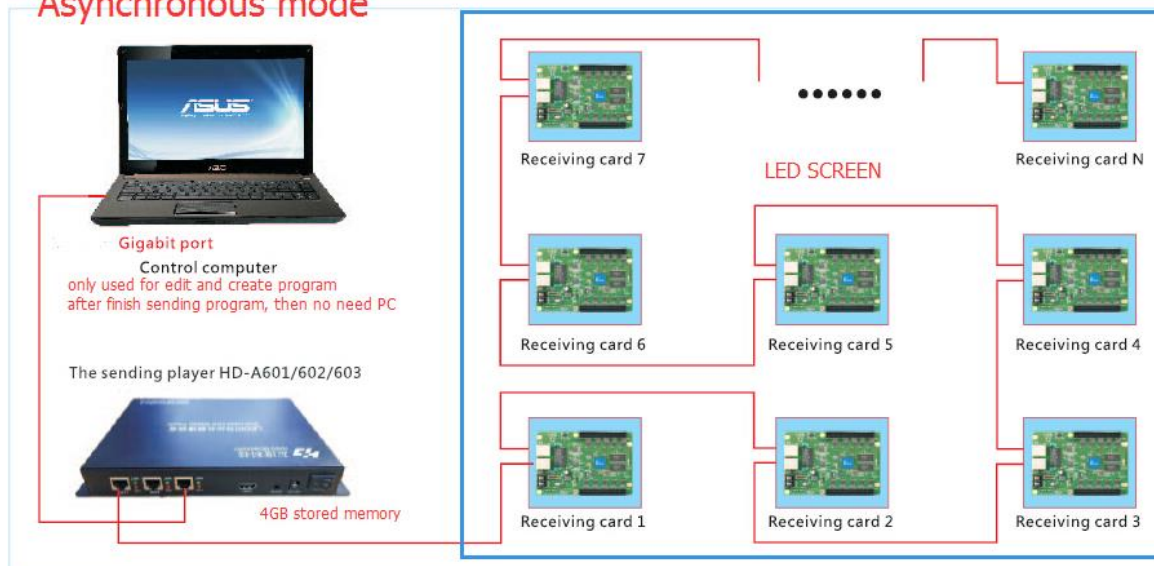 Asynchronous mode
ASUS
Gigabit port
Control computer
only used for edit and create program
after finish sending program, then no need PC
The sending player HD-A601/602/603
4GB stored memory
Receiving card 7
Receiving card N
LED SCREEN
Receiving card 6
Receiving card 5
Receiving card 4
Receiving card 1
Receiving card 2
Receiving card 3